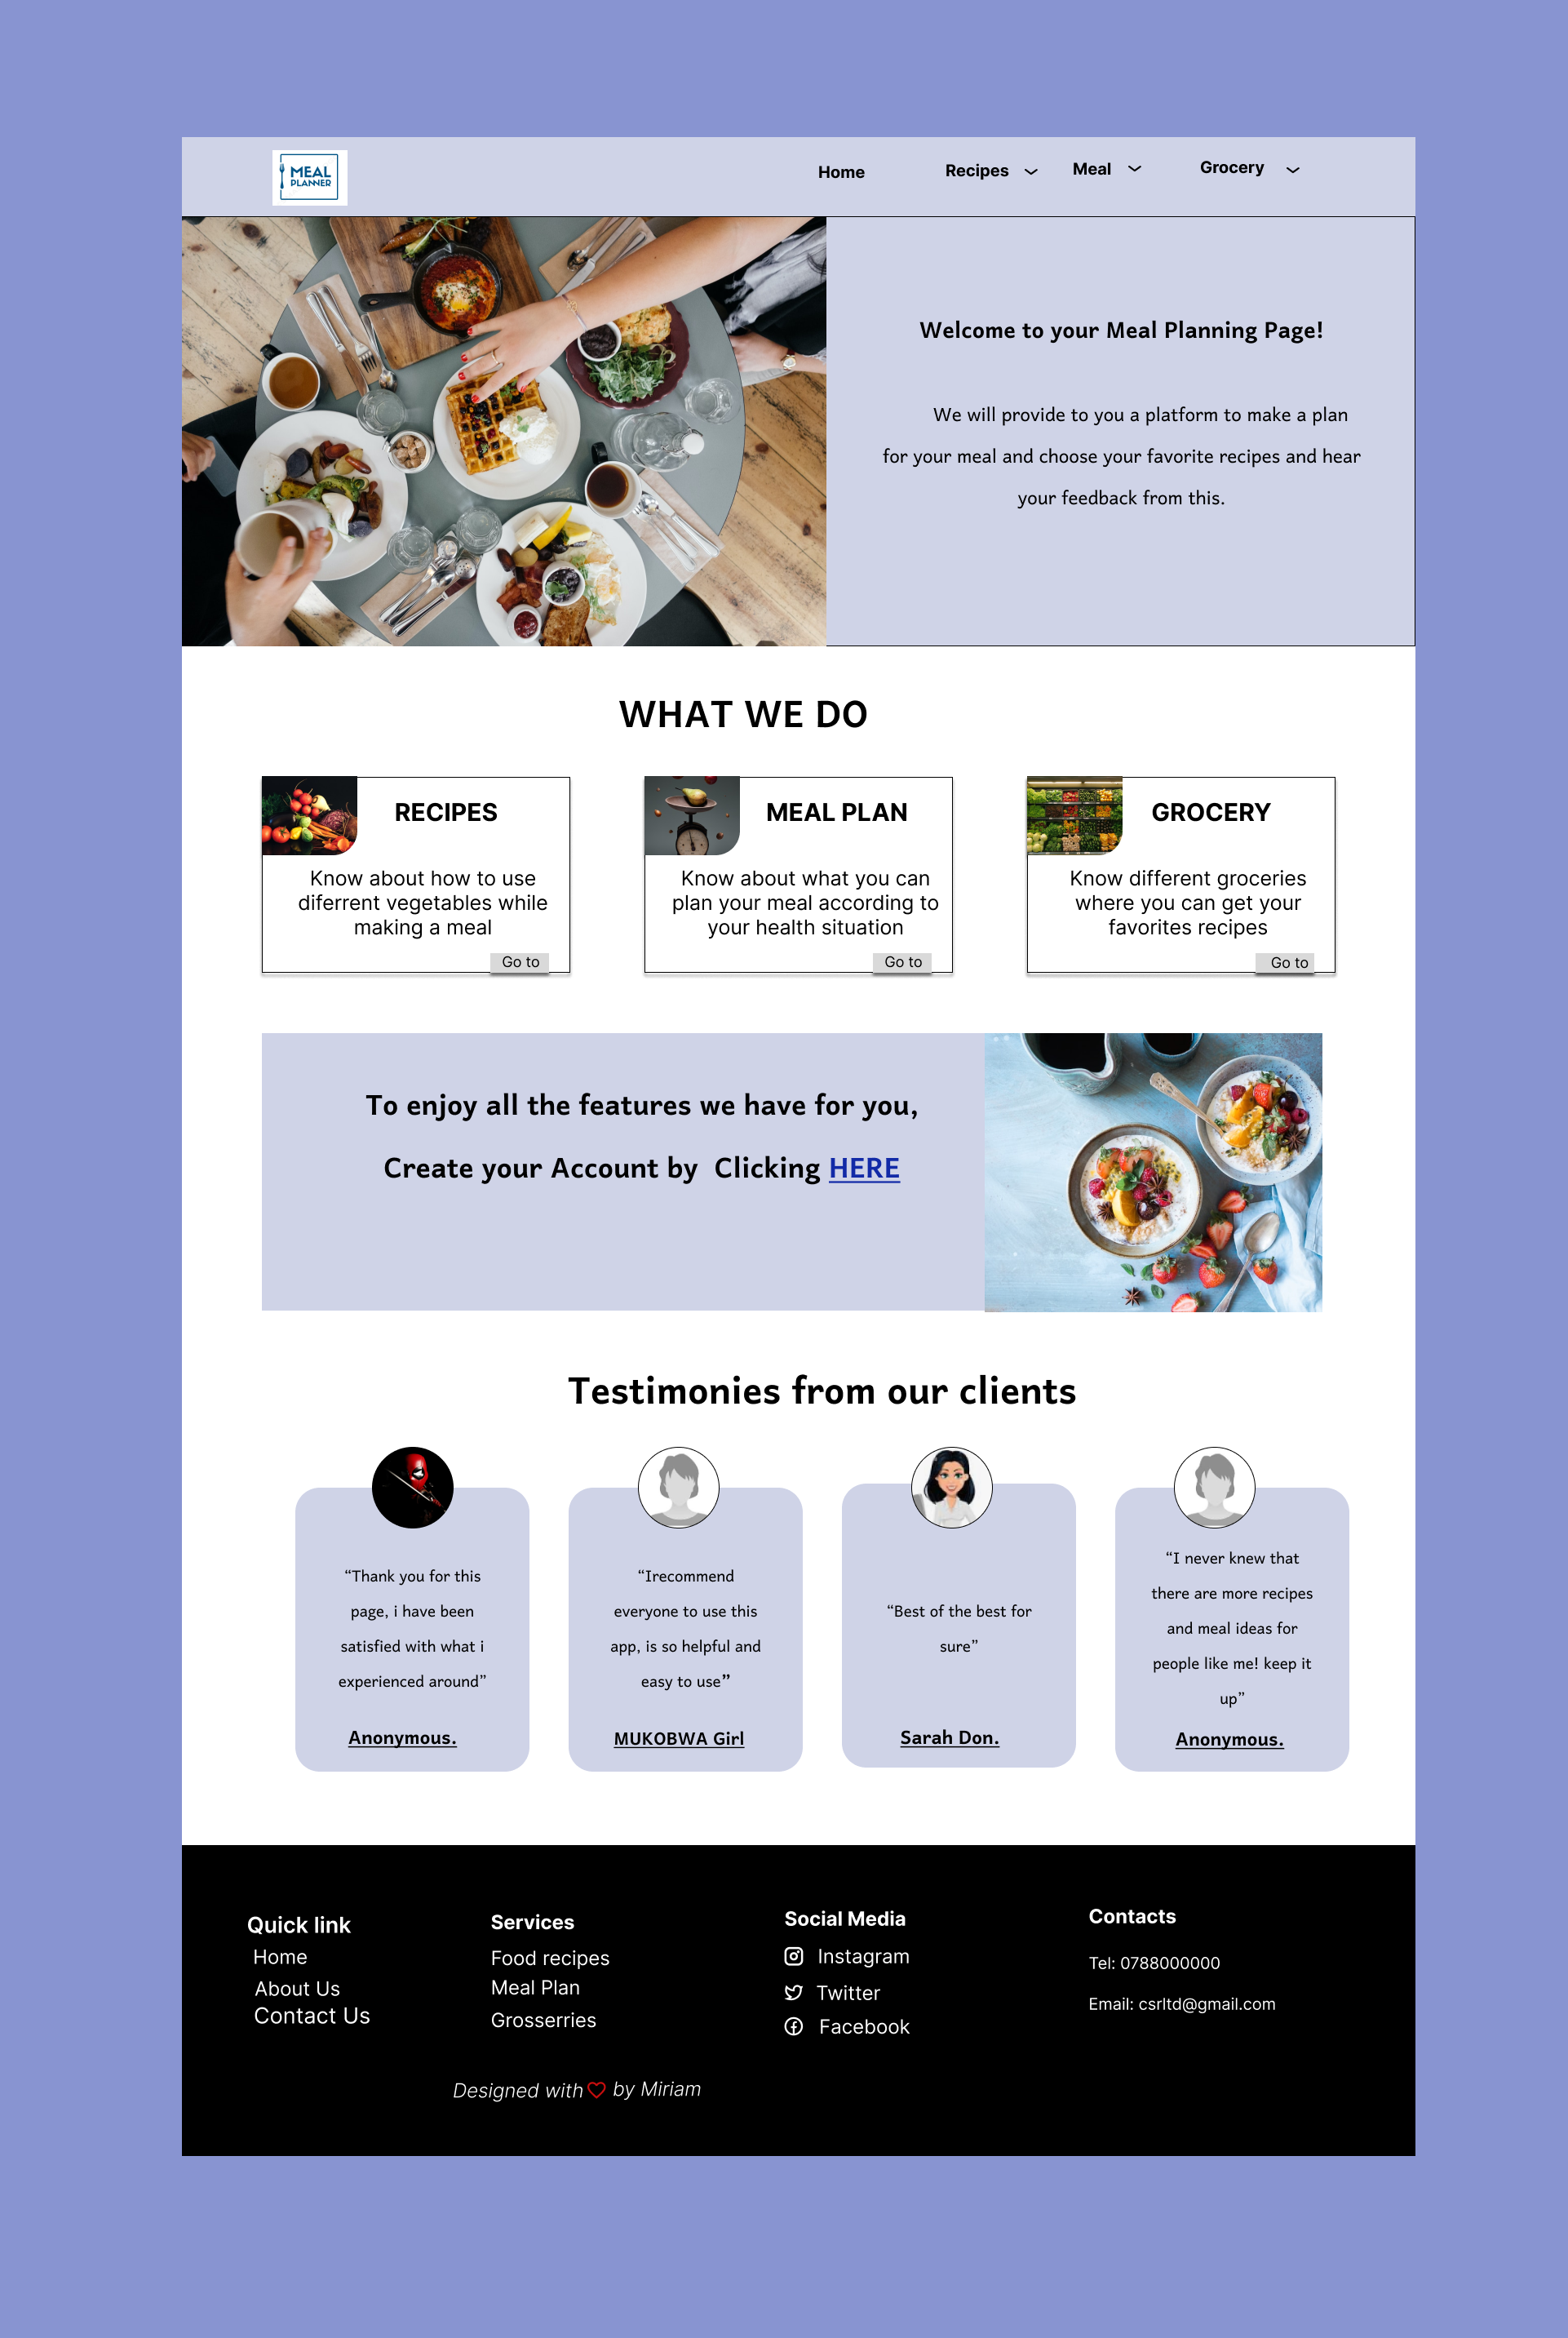 MEAL
PLANNER
Home
Recipes
Meal
Grocery
Welcome to your Meal Planning Page!
We will provide to you a platform to make a plan
for your meal and choose your favorite recipes and hear
your feedback from this.
WHAT WE DO
RECIPES
Know about how to use
diferrent vegetables while
making a meal
Go to
MEAL PLAN
Know about what you can
plan your meal according to
your health situation
Go to
GROCERY
Know different groceries
where you can get your
favorites recipes
Go to
To enjoy all the features we have for you,
Create your Account by  Clicking HERE
Testimonies from our clients
“Thank you for this
page, i have been
satisfied with what i
experienced around”
Anonymous.
“Irecommend
everyone to use this
app, is so helpful and
easy to use”
MUKOBWA Girl
“Best of the best for
sure”
Sarah Don.
“I never knew that
there are more recipes
and meal ideas for
people like me! keep it
up”
Anonymous.
Quick link
Home
About Us
Contact Us
Services
Food recipes
Meal Plan
Grosserries
Social Media
Instagram
Twitter
Facebook
Contacts
Tel: 0788000000
Email: csrltd@gmail.com
Designed with by Miriam